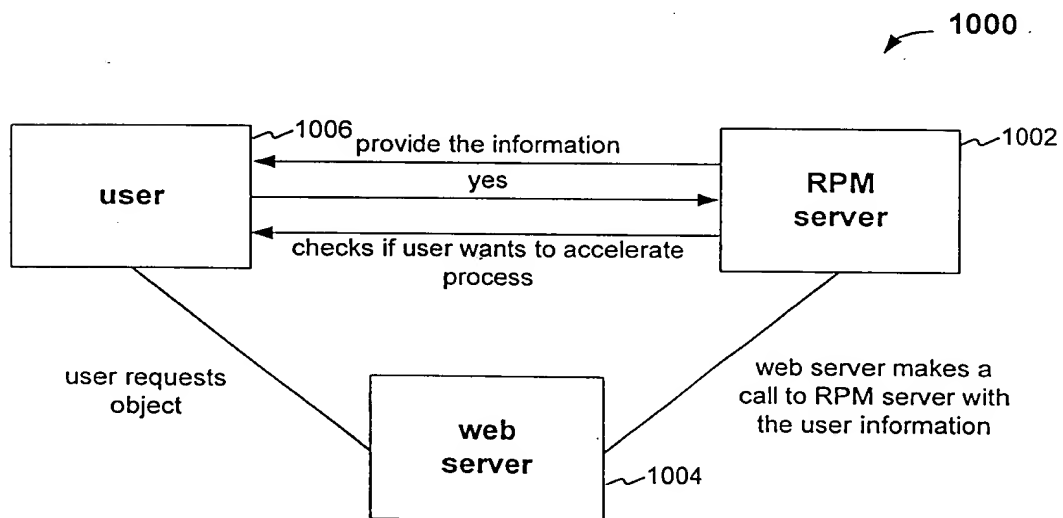 1000
1006
provide the information
1002
yes
user
RPM
server
checks if user wants to accelerate
process
user requests
object
web server makes a
call to RPM server with
the user information
web
server
1004